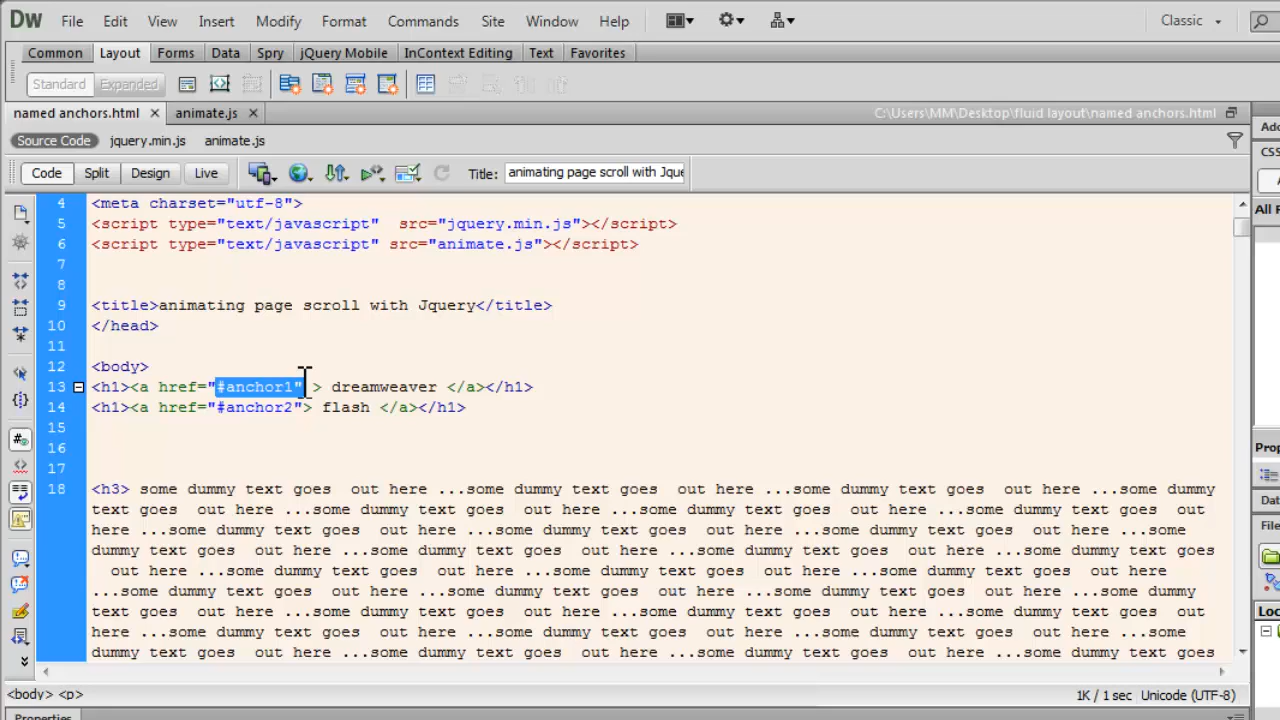 Dw File Edit View Insert Modify Format Commands Site Window Help Classic
Common Layout Forms Data Spry jQuery Mobile InContext Editing Text Favorites
Standard Expanded
named anchors.html animate.js C:\Users\MM\Desktop\fluid layout\named anchors.html
Source Code jquery.min.js animate.js
Code Split Design Live Title: animating page scroll with Jque
4 <meta charset="utf-8">
5 <script type="text/javascript"  src="jquery.min.js"></script>
6 <script type="text/javascript" src="animate.js"></script>
7
8
9 <title>animating page scroll with Jquery</title>
10 </head>
11
12 <body>
13 <h1><a href="#anchor1" > dreamweaver </a></h1>
14 <h1><a href="#anchor2"> flash </a></h1>
15
16
17
18 <h3> some dummy text goes  out here ...some dummy text goes  out here ...some dummy text goes  out here ...some dummy
text goes  out here ...some dummy text goes  out here ...some dummy text goes  out here ...some dummy text goes  out
here ...some dummy text goes  out here ...some dummy text goes  out here ...some dummy text goes  out here ...some
dummy text goes  out here ...some dummy text goes  out here ...some dummy text goes  out here ...some dummy text goes
out here ...some dummy text goes  out here ...some dummy text goes  out here ...some dummy text goes  out here
...some dummy text goes  out here ...some dummy text goes  out here ...some dummy text goes  out here ...some dummy
text goes  out here ...some dummy text goes  out here ...some dummy text goes  out here ...some dummy text goes  out
here ...some dummy text goes  out here ...some dummy text goes  out here ...some dummy text goes  out here ...some
dummy text goes  out here ...some dummy text goes  out here ...some dummy text goes  out here ...some dummy text goes
<body> <p> 1K / 1 sec Unicode (UTF-8)
Properties
CSS
All